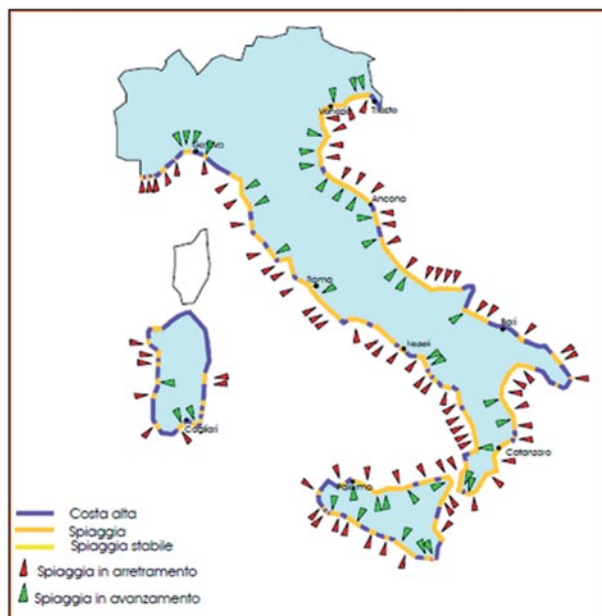 Venezia
Trieste
Genova
Ancona
Roma
Bari
Napoli
Cagliari
Catanzaro
Palermo
Costa alta
Spiaggia
Spiaggia stabile
Spiaggia in arretramento
Spiaggia in avanzamento